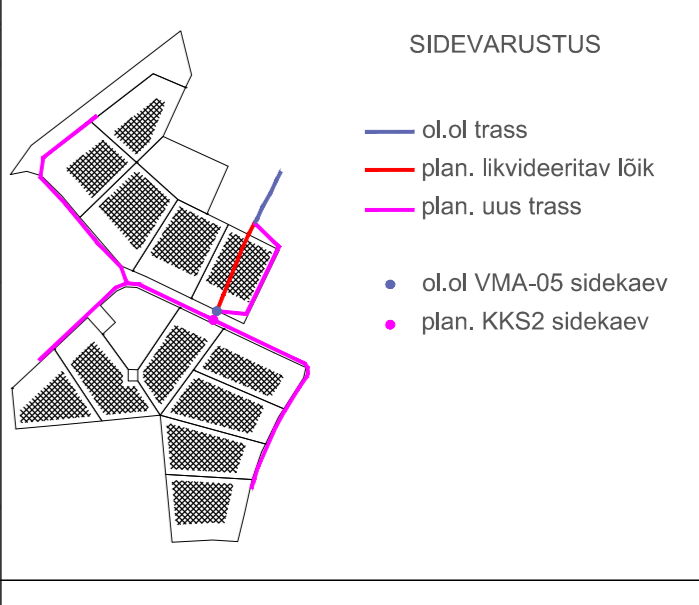 SIDEVARUSTUS
ol.ol trass
plan. likvideeritav lõik
plan. uus trass
ol.ol VMA-05 sidekaev
plan. KKS2 sidekaev